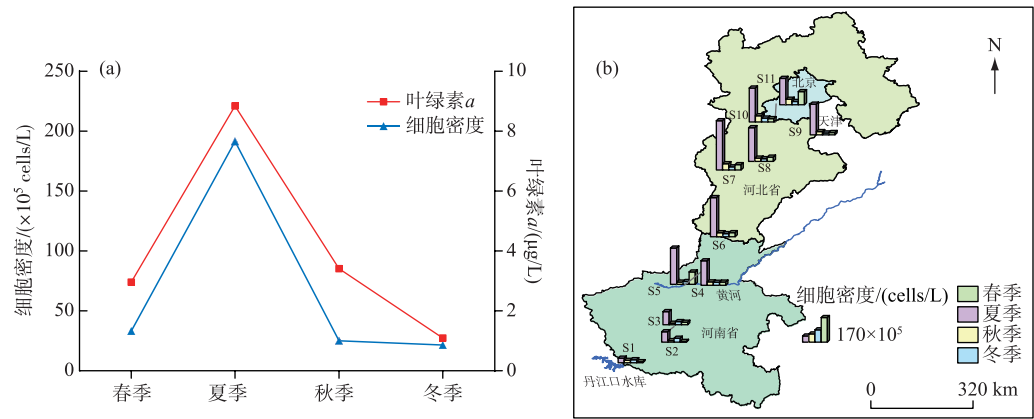 (a)
250
200
150
100
50
0
细胞密度/(×10⁵ cells/L)
叶绿素a
细胞密度
10
8
6
4
2
0
叶绿素a/(μg/L)
春季 夏季 秋季 冬季
(b)
N
S11
北京
S10
S9
天津
S8
S7
河北省
S6
S5
S4
黄河
S3
河南省
S2
S1
丹江口水库
细胞密度/(cells/L)
170×10⁵
春季
夏季
秋季
冬季
0 320 km